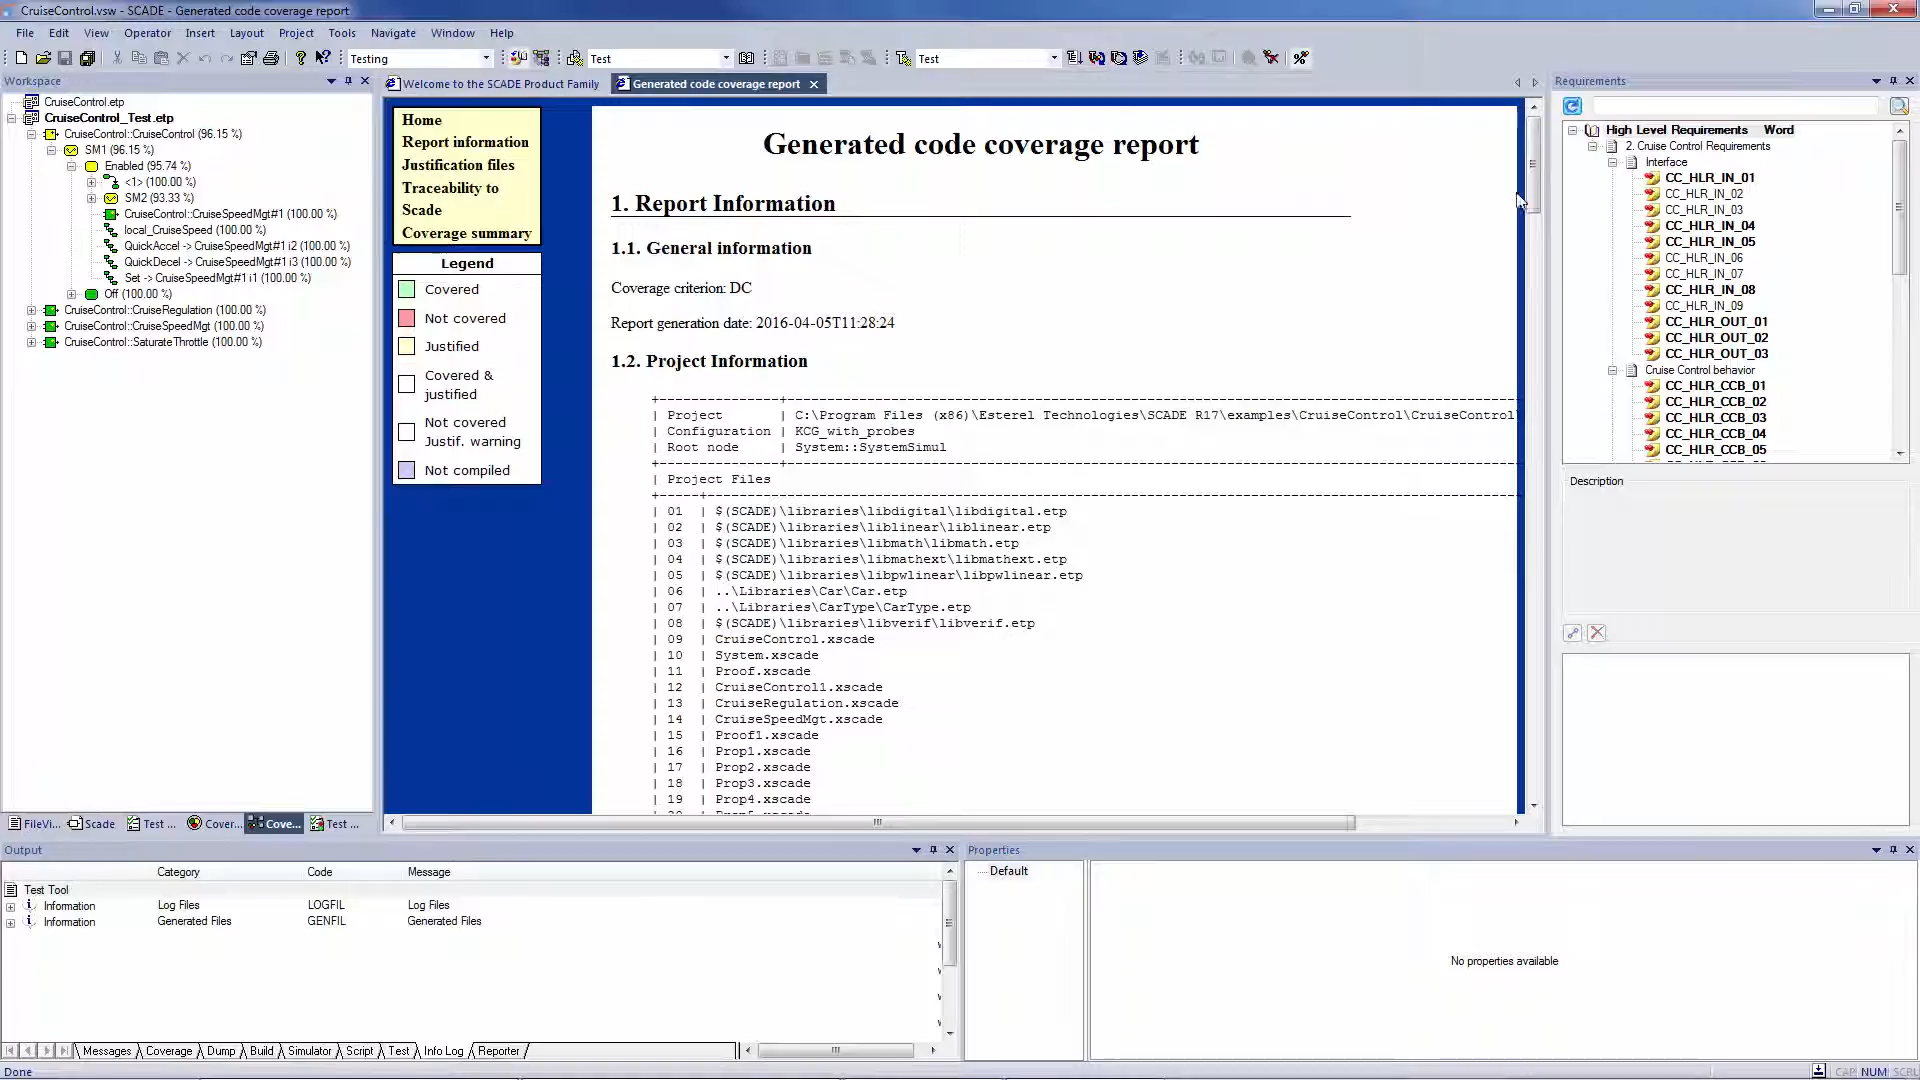 CruiseControl.vsw - SCADE - Generated code coverage report
File Edit View Operator Insert Layout Project Tools Navigate Window Help
Testing Test Test
Workspace
CruiseControl.etp
CruiseControl_Test.etp
CruiseControl::CruiseControl (96.15 %)
SM1 (96.15 %)
Enabled (95.74 %)
<1> (100.00 %)
SM2 (93.33 %)
CruiseControl::CruiseSpeedMgt#1 (100.00 %)
local_CruiseSpeed (100.00 %)
QuickAccel -> CruiseSpeedMgt#1 i2 (100.00 %)
QuickDecel -> CruiseSpeedMgt#1 i3 (100.00 %)
Set -> CruiseSpeedMgt#1 i1 (100.00 %)
Off (100.00 %)
CruiseControl::CruiseRegulation (100.00 %)
CruiseControl::CruiseSpeedMgt (100.00 %)
CruiseControl::SaturateThrottle (100.00 %)
FileVi... Scade Test ... Cover... Cove... Test ...
Welcome to the SCADE Product Family Generated code coverage report
Home
Report information
Justification files
Traceability to
Scade
Coverage summary
Legend
Covered
Not covered
Justified
Covered &
justified
Not covered
Justif. warning
Not compiled
Generated code coverage report
1. Report Information
1.1. General information
Coverage criterion: DC
Report generation date: 2016-04-05T11:28:24
1.2. Project Information
| Project | C:\Program Files (x86)\Esterel Technologies\SCADE R17\examples\CruiseControl\CruiseControl\
| Configuration | KCG_with_probes
| Root node | System::SystemSimul
| Project Files
| 01 | $(SCADE)\libraries\libdigital\libdigital.etp
| 02 | $(SCADE)\libraries\liblinear\liblinear.etp
| 03 | $(SCADE)\libraries\libmath\libmath.etp
| 04 | $(SCADE)\libraries\libmathext\libmathext.etp
| 05 | $(SCADE)\libraries\libpwlinear\libpwlinear.etp
| 06 | ..\Libraries\Car\Car.etp
| 07 | ..\Libraries\CarType\CarType.etp
| 08 | $(SCADE)\libraries\libverif\libverif.etp
| 09 | CruiseControl.xscade
| 10 | System.xscade
| 11 | Proof.xscade
| 12 | CruiseControl1.xscade
| 13 | CruiseRegulation.xscade
| 14 | CruiseSpeedMgt.xscade
| 15 | Proof1.xscade
| 16 | Prop1.xscade
| 17 | Prop2.xscade
| 18 | Prop3.xscade
| 19 | Prop4.xscade
Requirements
High Level Requirements Word
2. Cruise Control Requirements
Interface
CC_HLR_IN_01
CC_HLR_IN_02
CC_HLR_IN_03
CC_HLR_IN_04
CC_HLR_IN_05
CC_HLR_IN_06
CC_HLR_IN_07
CC_HLR_IN_08
CC_HLR_IN_09
CC_HLR_OUT_01
CC_HLR_OUT_02
CC_HLR_OUT_03
Cruise Control behavior
CC_HLR_CCB_01
CC_HLR_CCB_02
CC_HLR_CCB_03
CC_HLR_CCB_04
CC_HLR_CCB_05
Description
Output
Category Code Message
Test Tool
Information Log Files LOGFIL Log Files
Information Generated Files GENFIL Generated Files
Messages Coverage Dump Build Simulator Script Test Info Log Reporter
Properties
Default
No properties available
Done
CAP NUM SCRL